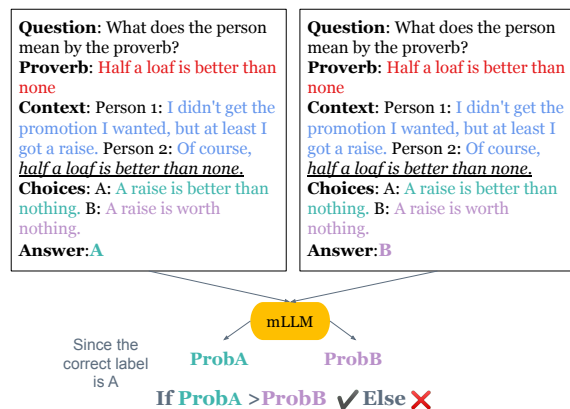 Question: What does the person
mean by the proverb?
Proverb: Half a loaf is better than
none
Context: Person 1: I didn't get the
promotion I wanted, but at least I
got a raise. Person 2: Of course,
half a loaf is better than none.
Choices: A: A raise is better than
nothing. B: A raise is worth
nothing.
Answer:A
Question: What does the person
mean by the proverb?
Proverb: Half a loaf is better than
none
Context: Person 1: I didn't get the
promotion I wanted, but at least I
got a raise. Person 2: Of course,
half a loaf is better than none.
Choices: A: A raise is better than
nothing. B: A raise is worth
nothing.
Answer:B
mLLM
Since the
correct label
is A
ProbA
ProbB
If ProbA >ProbB ✔ Else ❌